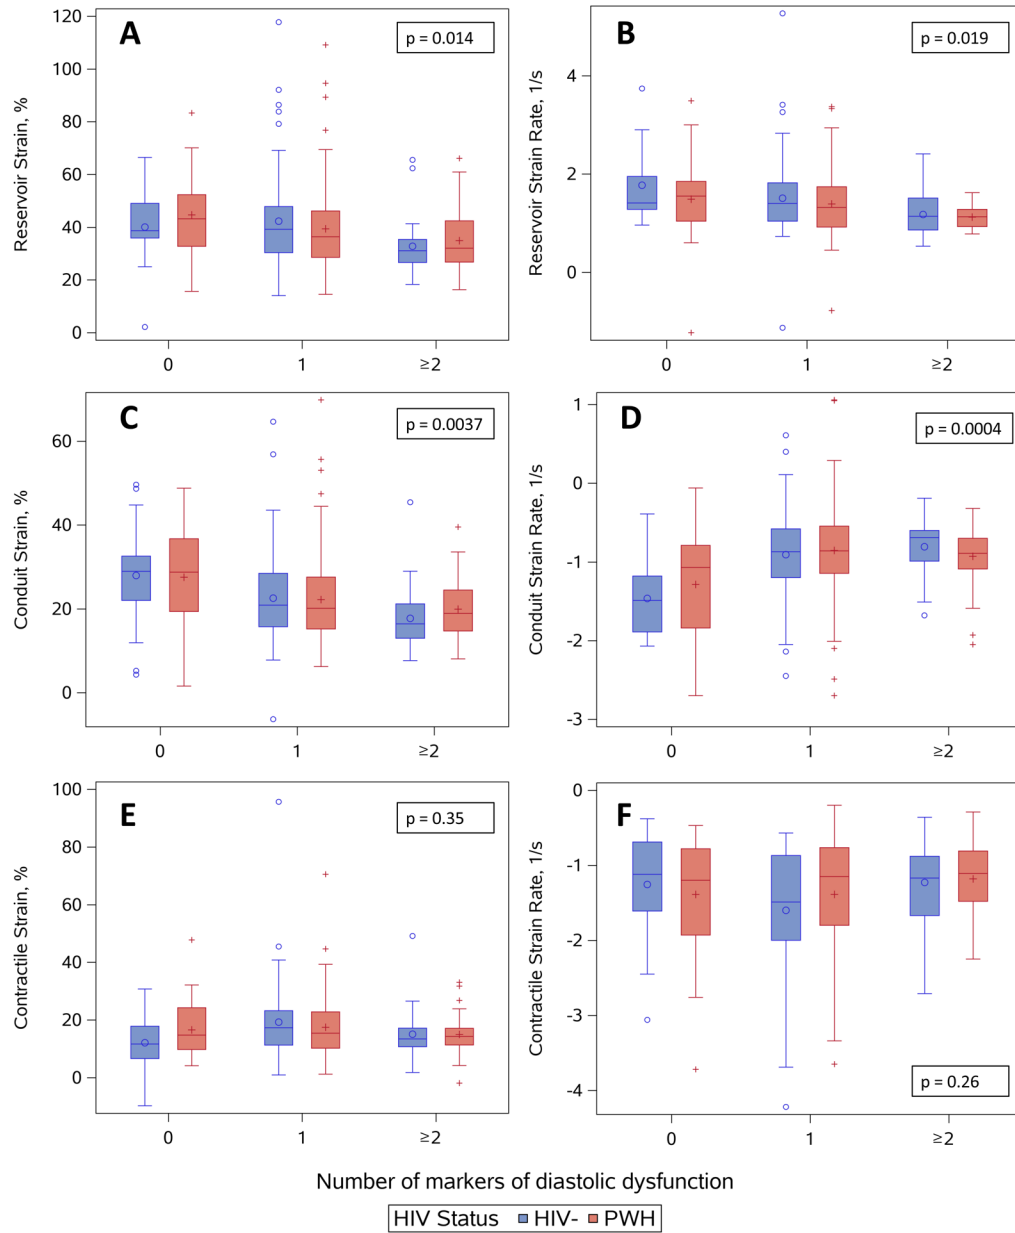 A
p = 0.014
Reservoir Strain, %
120
100
80
60
40
20
0
0 1 ≥2
B
p = 0.019
Reservoir Strain Rate, 1/s
4
2
0
0 1 ≥2
C
p = 0.0037
Conduit Strain, %
60
40
20
0
0 1 ≥2
D
p = 0.0004
Conduit Strain Rate, 1/s
1
0
-1
-2
-3
0 1 ≥2
E
p = 0.35
Contractile Strain, %
100
80
60
40
20
0
0 1 ≥2
F
p = 0.26
Contractile Strain Rate, 1/s
0
-1
-2
-3
-4
0 1 ≥2
Number of markers of diastolic dysfunction
HIV Status HIV- PWH